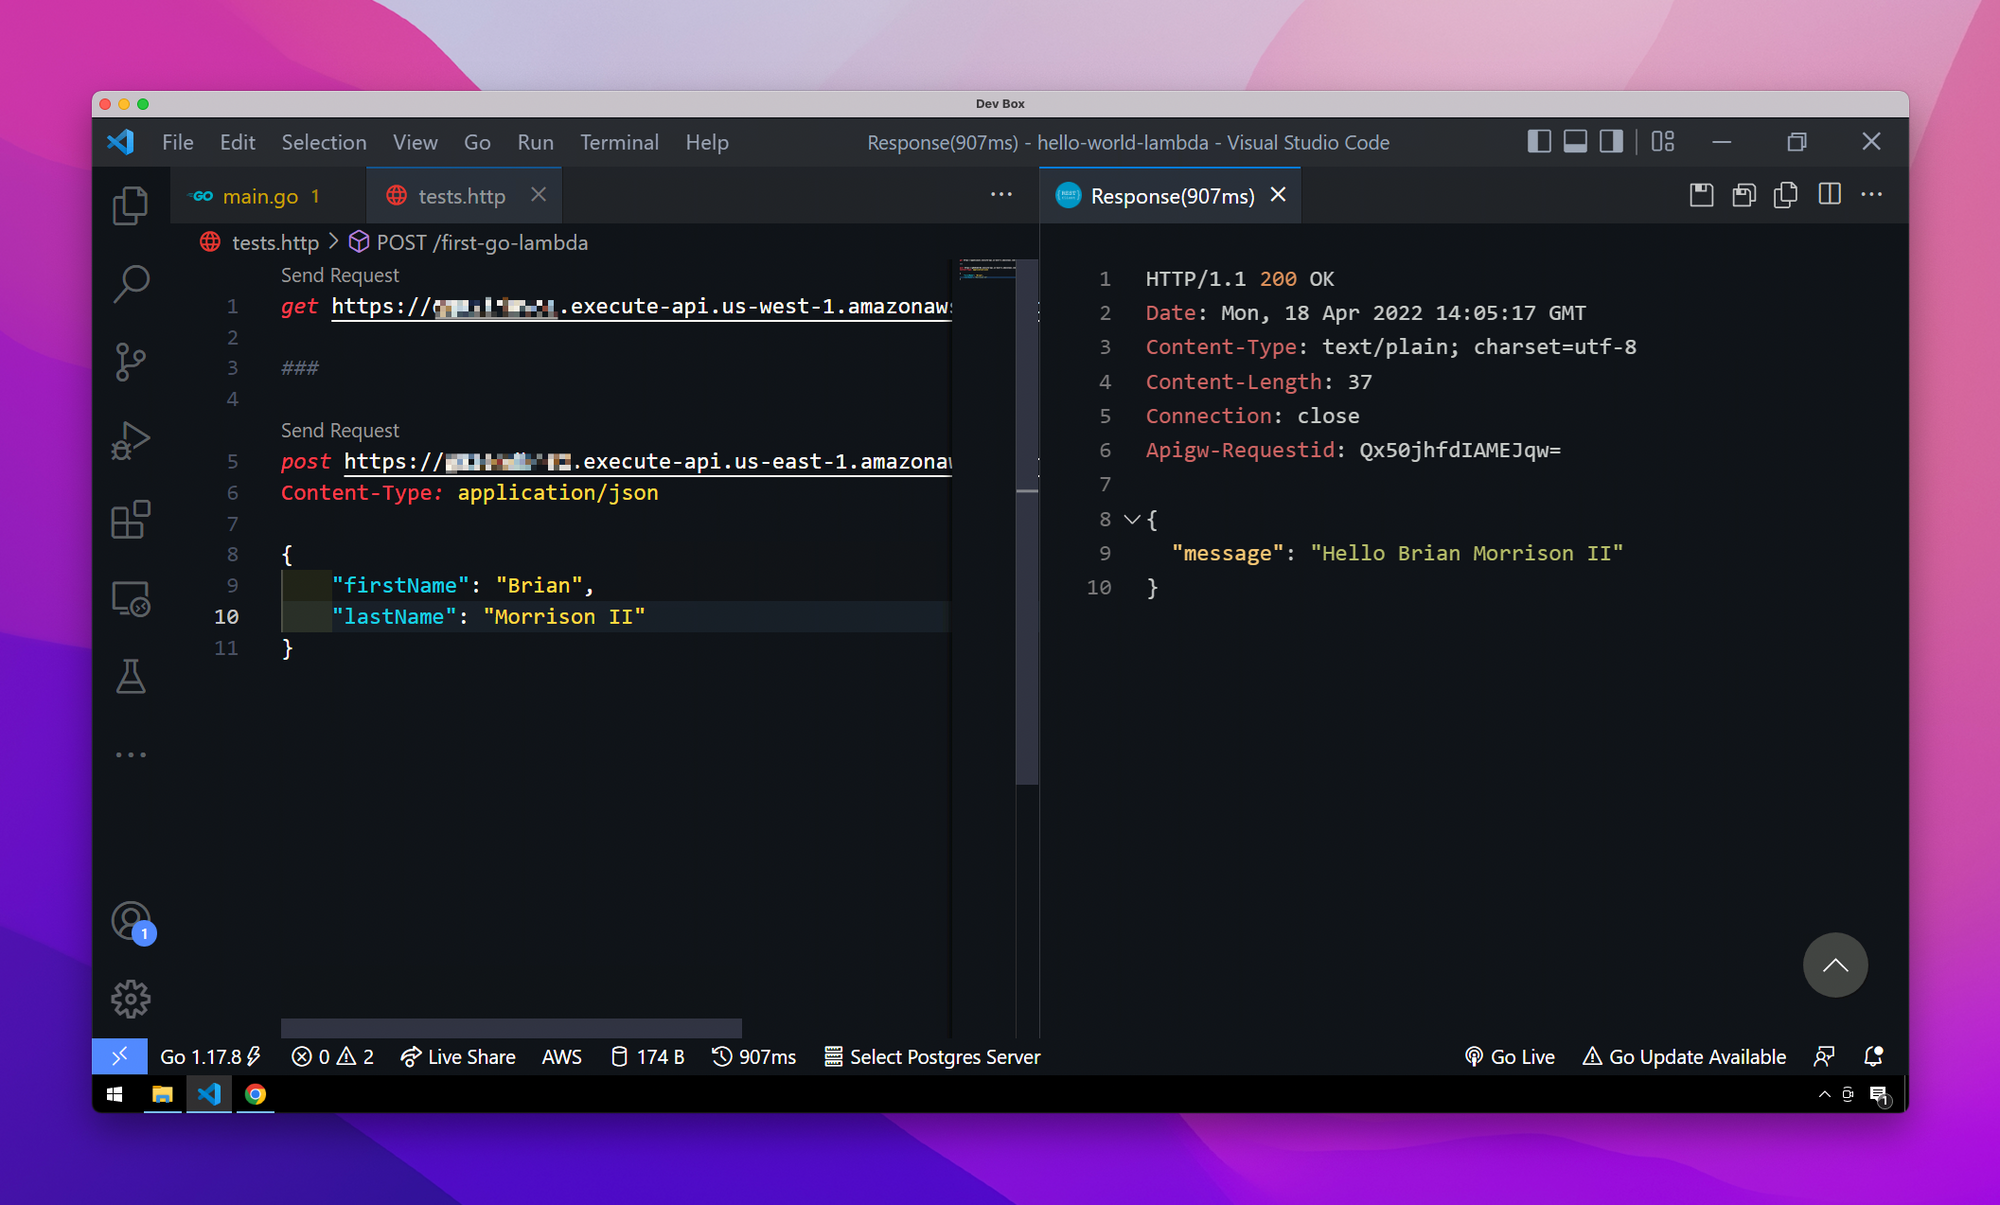 Dev Box
File Edit Selection View Go Run Terminal Help Response(907ms) - hello-world-lambda - Visual Studio Code
GO main.go 1 tests.http Response(907ms)
tests.http > POST /first-go-lambda
Send Request
1 get https:// .execute-api.us-west-1.amazonaws
2
3 ###
4
Send Request
5 post https:// .execute-api.us-east-1.amazonaw
6 Content-Type: application/json
7
8 {
9 "firstName": "Brian",
10 "lastName": "Morrison II"
11 }
1 HTTP/1.1 200 OK
2 Date: Mon, 18 Apr 2022 14:05:17 GMT
3 Content-Type: text/plain; charset=utf-8
4 Content-Length: 37
5 Connection: close
6 Apigw-Requestid: Qx50jhfdIAMEJqw=
7
8 {
9 "message": "Hello Brian Morrison II"
10 }
1
Go 1.17.8 0 2 Live Share AWS 174 B 907ms Select Postgres Server Go Live Go Update Available
1